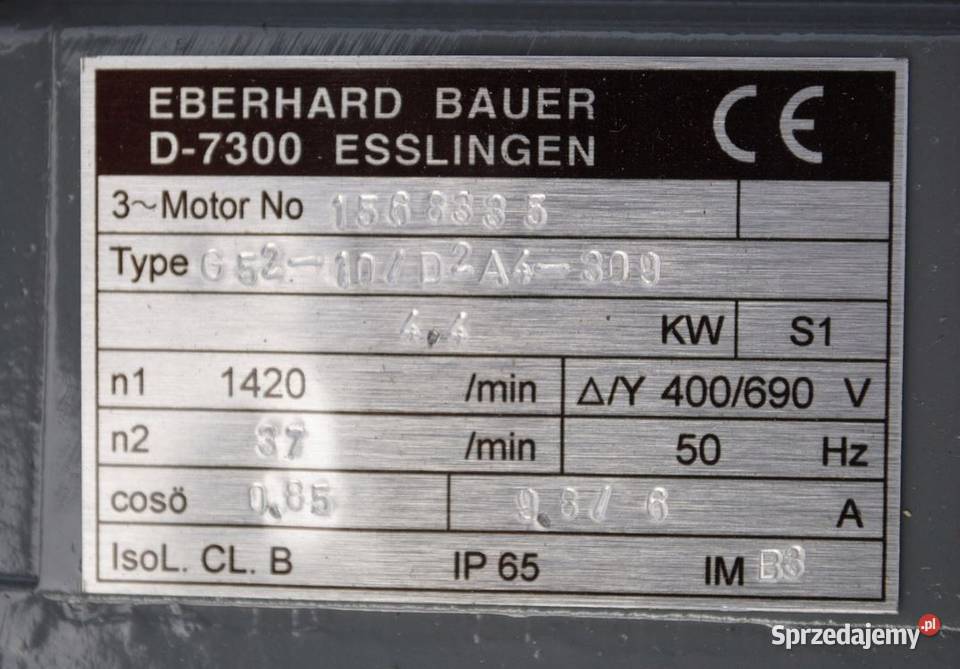 EBERHARD BAUER
D-7300 ESSLINGEN
CE
3~Motor No 1568335
Type G52-10/D²A4-309
4,4 KW S1
n1 1420 /min Δ/Y 400/690 V
n2 37 /min 50 Hz
cosö 0,85 9,8/ 6 A
IsoL. CL. B IP 65 IM B3
Sprzedajemy.pl